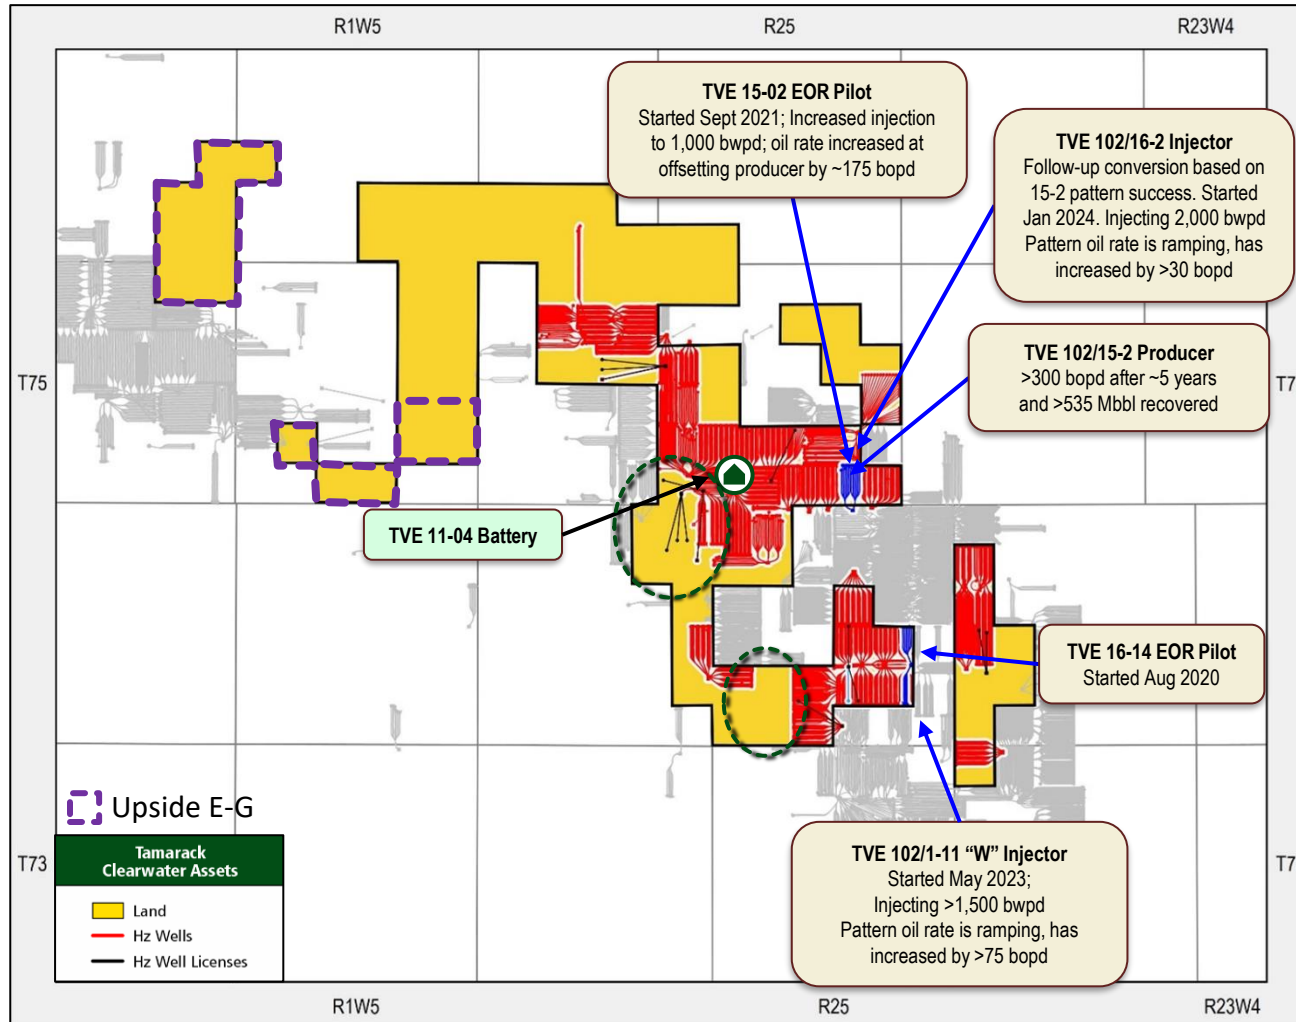 R1W5
R25
R23W4
TVE 15-02 EOR Pilot
Started Sept 2021; Increased injection
to 1,000 bwpd; oil rate increased at
offsetting producer by ~175 bopd
TVE 102/16-2 Injector
Follow-up conversion based on
15-2 pattern success. Started
Jan 2024. Injecting 2,000 bwpd
Pattern oil rate is ramping, has
increased by >30 bopd
TVE 102/15-2 Producer
>300 bopd after ~5 years
and >535 Mbbl recovered
T75
T7
TVE 11-04 Battery
TVE 16-14 EOR Pilot
Started Aug 2020
Upside E-G
Tamarack
Clearwater Assets
Land
Hz Wells
Hz Well Licenses
TVE 102/1-11 “W” Injector
Started May 2023;
Injecting >1,500 bwpd
Pattern oil rate is ramping, has
increased by >75 bopd
T73
T7
R1W5
R25
R23W4